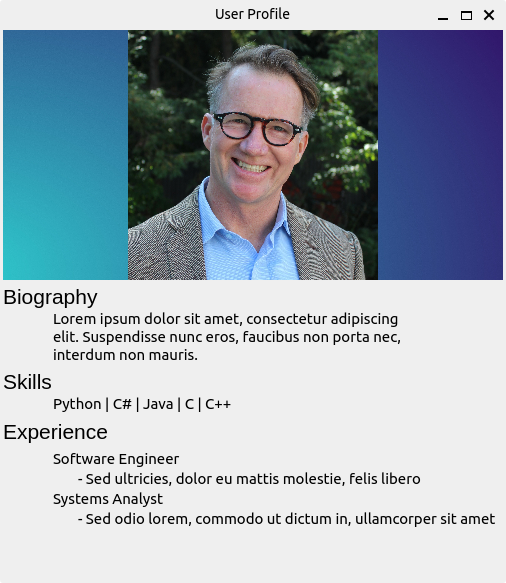 User Profile
Biography
Lorem ipsum dolor sit amet, consectetur adipiscing
elit. Suspendisse nunc eros, faucibus non porta nec,
interdum non mauris.
Skills
Python | C# | Java | C | C++
Experience
Software Engineer
- Sed ultricies, dolor eu mattis molestie, felis libero
Systems Analyst
- Sed odio lorem, commodo ut dictum in, ullamcorper sit amet